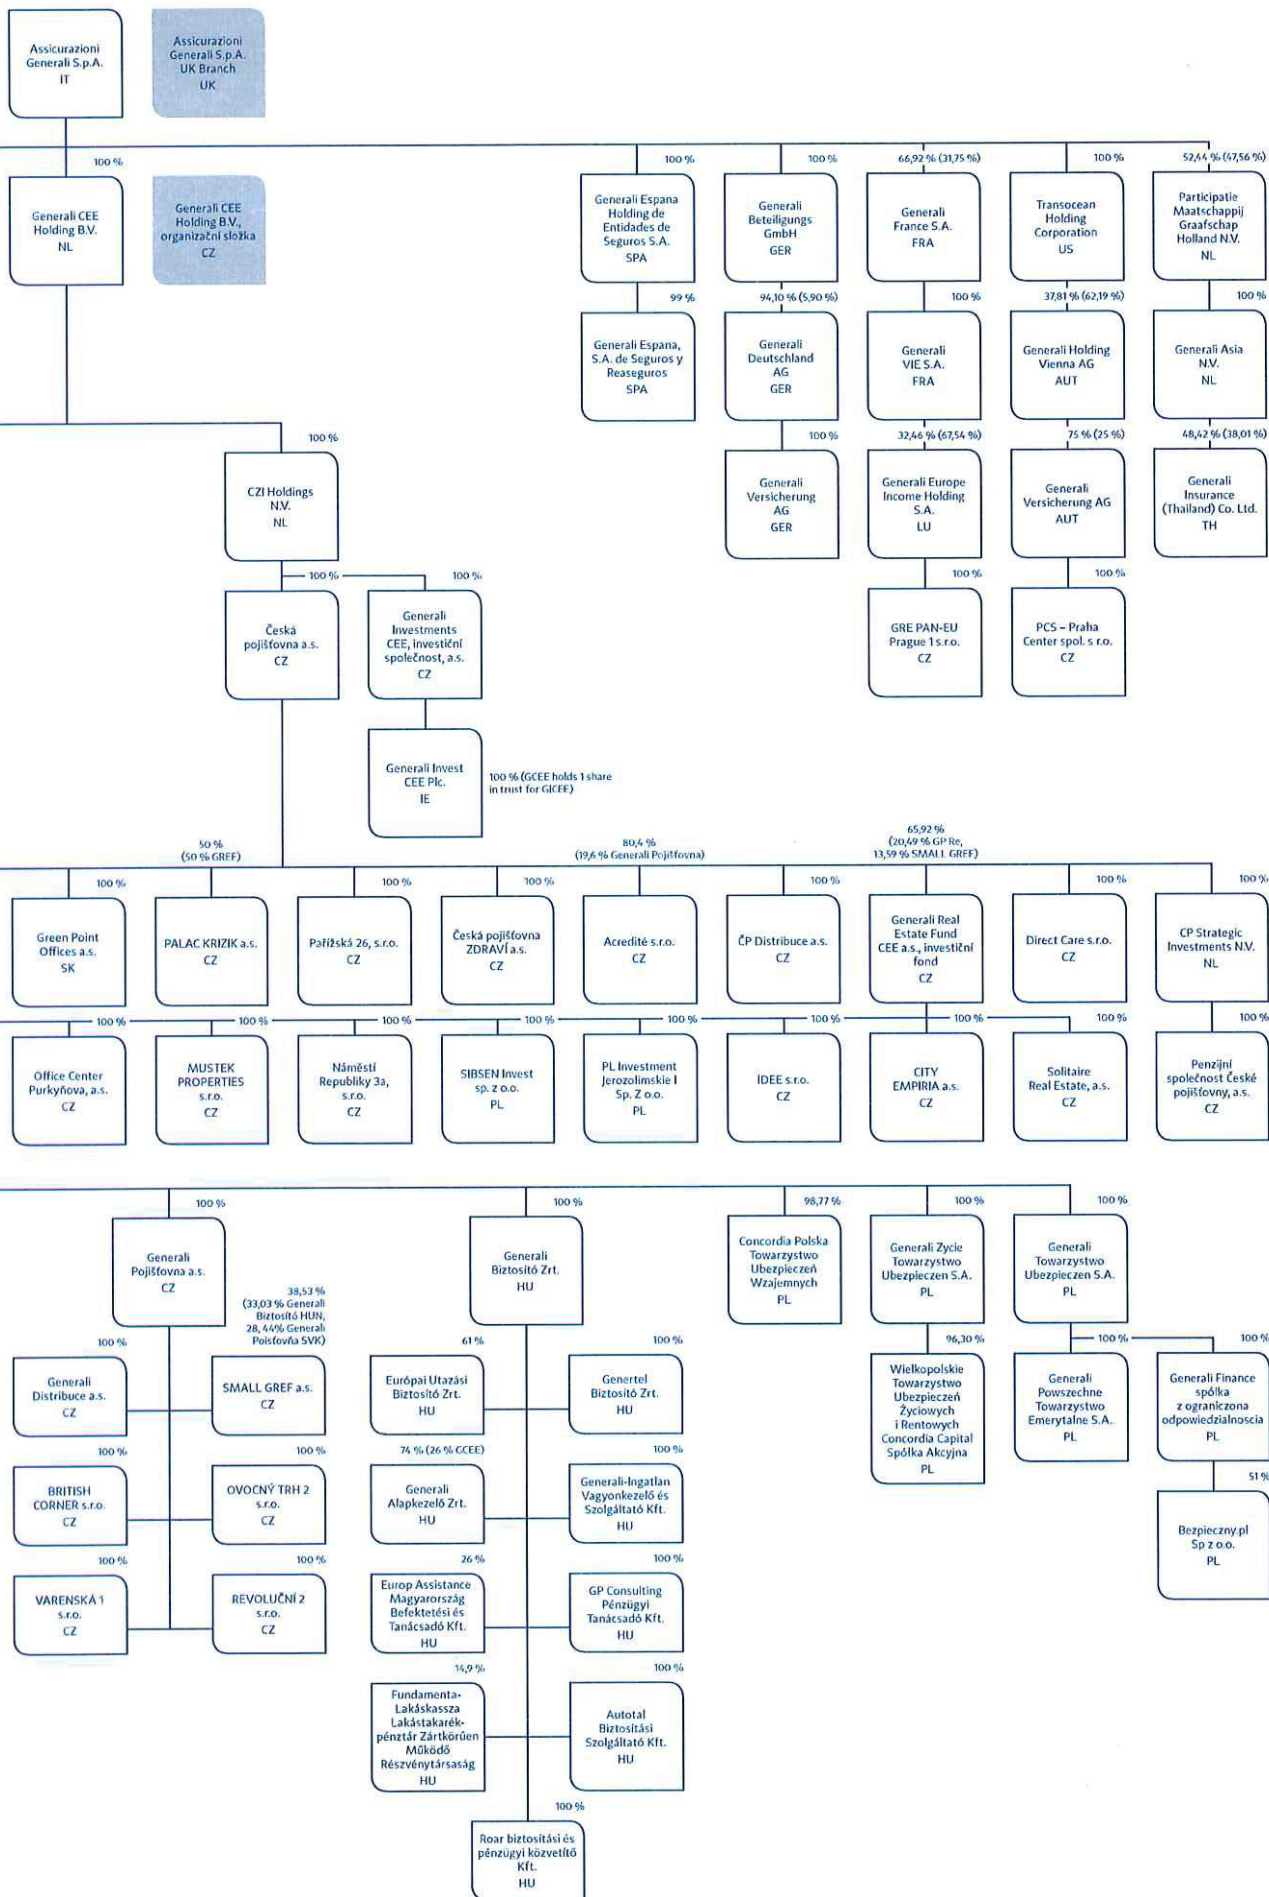 Assicurazioni
Generali S.p.A.
IT
Assicurazioni
Generali S.p.A.
UK Branch
UK
100 %
100 %
100 %
66,92 % (31,75 %)
100 %
52,44 % (47,56 %)
Generali CEE
Holding B.V.
NL
Generali CEE
Holding B.V.,
organizační složka
CZ
Generali Espana
Holding de
Entidades de
Seguros S.A.
SPA
Generali
Beteiligungs
GmbH
GER
Generali
France S.A.
FRA
Transocean
Holding
Corporation
US
Participatie
Maatschappij
Graafschap
Holland N.V.
NL
99 %
94,10 % (5,90 %)
100 %
37,81 % (62,19 %)
100 %
Generali Espana,
S.A. de Seguros y
Reaseguros
SPA
Generali
Deutschland
AG
GER
Generali
VIE S.A.
FRA
Generali Holding
Vienna AG
AUT
Generali Asia
N.V.
NL
100 %
100 %
32,46 % (67,54 %)
75 % (25 %)
48,42 % (38,01 %)
CZI Holdings
N.V.
NL
Generali
Versicherung
AG
GER
Generali Europe
Income Holding
S.A.
LU
Generali
Versicherung AG
AUT
Generali
Insurance
(Thailand) Co. Ltd.
TH
100 %
100 %
100 %
100 %
Česká
pojišťovna a.s.
CZ
Generali
Investments
CEE, investiční
společnost, a.s.
CZ
GRE PAN-EU
Prague 1 s.r.o.
CZ
PCS – Praha
Center spol. s r.o.
CZ
Generali Invest
CEE Plc.
IE
100 % (GCEE holds 1 share
in trust for GICEE)
50 %
(50 % GREF)
80,4 %
(19,6 % Generali Pojišťovna)
65,92 %
(20,49 % GP Re,
13,59 % SMALL GREF)
100 %
100 %
100 %
100 %
100 %
100 %
Green Point
Offices a.s.
SK
PALAC KRIZIK a.s.
CZ
Pařížská 26, s.r.o.
CZ
Česká pojišťovna
ZDRAVÍ a.s.
CZ
Acredité s.r.o.
CZ
ČP Distribuce a.s.
CZ
Generali Real
Estate Fund
CEE a.s., investiční
fond
CZ
Direct Care s.r.o.
CZ
CP Strategic
Investments N.V.
NL
100 %
100 %
100 %
100 %
100 %
100 %
100 %
100 %
100 %
Office Center
Purkyňova, a.s.
CZ
MUSTEK
PROPERTIES
s.r.o.
CZ
Náměstí
Republiky 3a,
s.r.o.
CZ
SIBSEN Invest
sp. z o.o.
PL
PL Investment
Jerozolimskie I
Sp. Z o.o.
PL
IDEE s.r.o.
CZ
CITY
EMPIRIA a.s.
CZ
Solitaire
Real Estate, a.s.
CZ
Penzijní
společnost České
pojišťovny, a.s.
CZ
100 %
100 %
98,77 %
100 %
100 %
Generali
Pojišťovna a.s.
CZ
Generali
Biztosító Zrt.
HU
Concordia Polska
Towarzystwo
Ubezpieczeń
Wzajemnych
PL
Generali Zycie
Towarzystwo
Ubezpieczen S.A.
PL
Generali
Towarzystwo
Ubezpieczen S.A.
PL
100 %
38,53 %
(33,03 % Generali
Biztosító HUN,
28, 44% Generali
Poisťovňa SVK)
61 %
100 %
96,30 %
100 %
100 %
Generali
Distribuce a.s.
CZ
SMALL GREF a.s.
CZ
Európai Utazási
Biztosító Zrt.
HU
Genertel
Biztosító Zrt.
HU
Wielkopolskie
Towarzystwo
Ubezpieczeń
Życiowych
i Rentowych
Concordia Capital
Spółka Akcyjna
PL
Generali
Powszechne
Towarzystwo
Emerytalne S.A.
PL
Generali Finance
spólka
z ograniczona
odpowiedzialnoscia
PL
100 %
100 %
74 % (26 % GCEE)
100 %
51 %
BRITISH
CORNER s.r.o.
CZ
OVOCNÝ TRH 2
s.r.o.
CZ
Generali
Alapkezelő Zrt.
HU
Generali-Ingatlan
Vagyonkezelő és
Szolgáltató Kft.
HU
Bezpieczny.pl
Sp z o.o.
PL
100 %
100 %
26 %
100 %
VARENSKÁ 1
s.r.o.
CZ
REVOLUČNÍ 2
s.r.o.
CZ
Europ Assistance
Magyarország
Befektetési és
Tanácsadó Kft.
HU
GP Consulting
Pénzügyi
Tanácsadó Kft.
HU
14,9 %
100 %
Fundamenta-
Lakáskassza
Lakástakarék-
pénztár Zártkörűen
Működő
Részvénytársaság
HU
Autotal
Biztosítási
Szolgáltató Kft.
HU
100 %
Roar biztosítási és
pénzügyi közvetítő
Kft.
HU